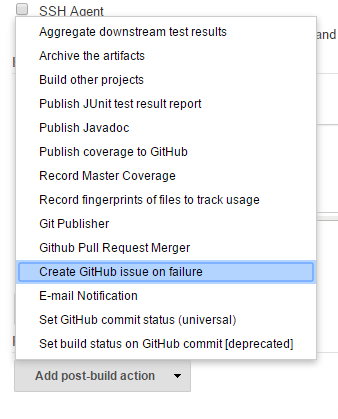 SSH Agent
Aggregate downstream test results
and
Archive the artifacts
Build other projects
Publish JUnit test result report
Publish Javadoc
Publish coverage to GitHub
Record Master Coverage
Record fingerprints of files to track usage
Git Publisher
Github Pull Request Merger
Create GitHub issue on failure
E-mail Notification
Set GitHub commit status (universal)
Set build status on GitHub commit [deprecated]
Add post-build action